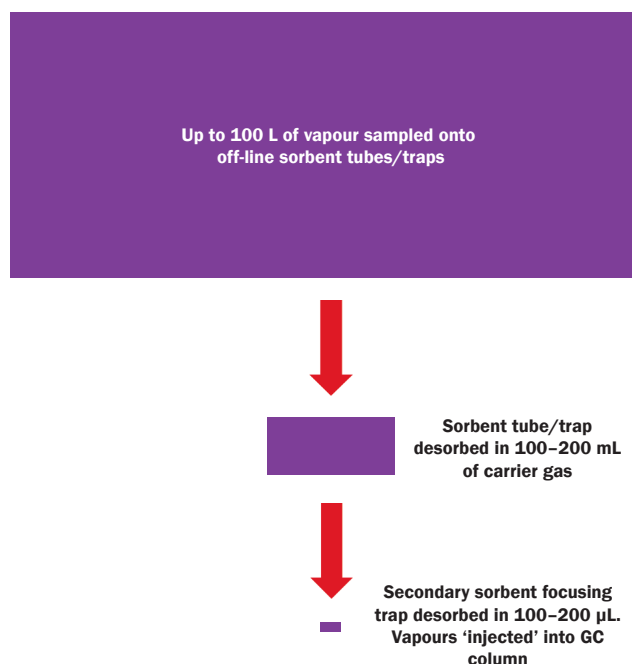 Up to 100 L of vapour sampled onto
off-line sorbent tubes/traps
Sorbent tube/trap
desorbed in 100–200 mL
of carrier gas
Secondary sorbent focusing
trap desorbed in 100–200 µL.
Vapours ‘injected’ into GC
column